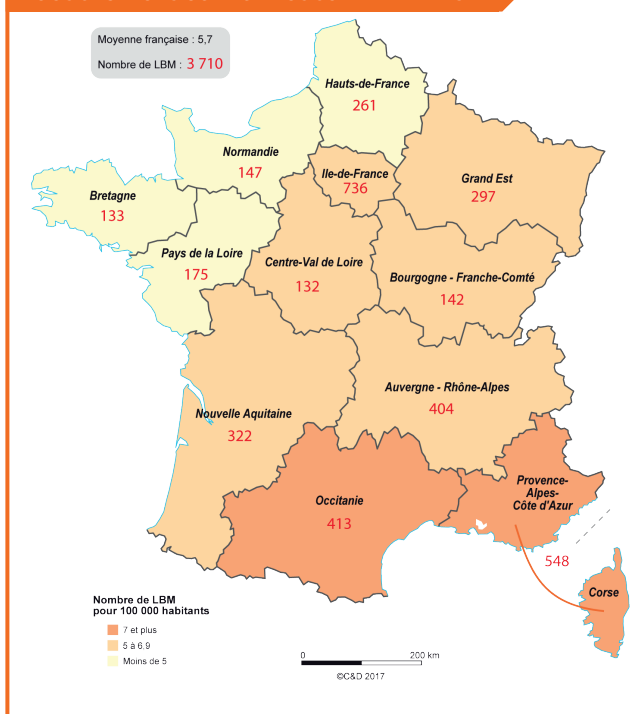 Moyenne française : 5,7
Nombre de LBM : 3 710
Hauts-de-France
261
Normandie
147
Ile-de-France
736
Grand Est
297
Bretagne
133
Pays de la Loire
175
Centre-Val de Loire
132
Bourgogne - Franche-Comté
142
Auvergne - Rhône-Alpes
404
Nouvelle Aquitaine
322
Provence-
Alpes-
Côte d'Azur
Occitanie
413
548
Corse
Nombre de LBM
pour 100 000 habitants
7 et plus
5 à 6,9
Moins de 5
0 200 km
©C&D 2017